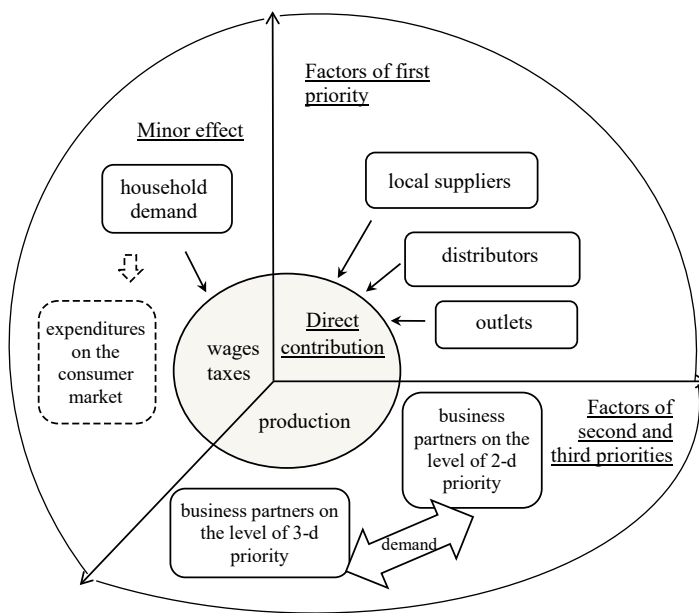 Factors of first
priority
Minor effect
household
demand
local suppliers
distributors
outlets
expenditures
on the
consumer
market
wages
taxes
Direct
contribution
production
business
partners on the
level of 2-d
priority
Factors of
second and
third priorities
business partners on
the level of 3-d
priority
demand